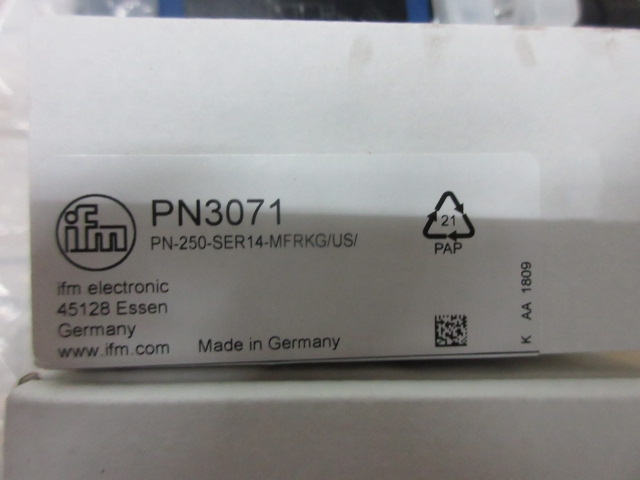 ifm
PN3071
PN-250-SER14-MFRKG/US/
21
PAP
ifm electronic
45128 Essen
Germany
www.ifm.com
Made in Germany
K AA 1809